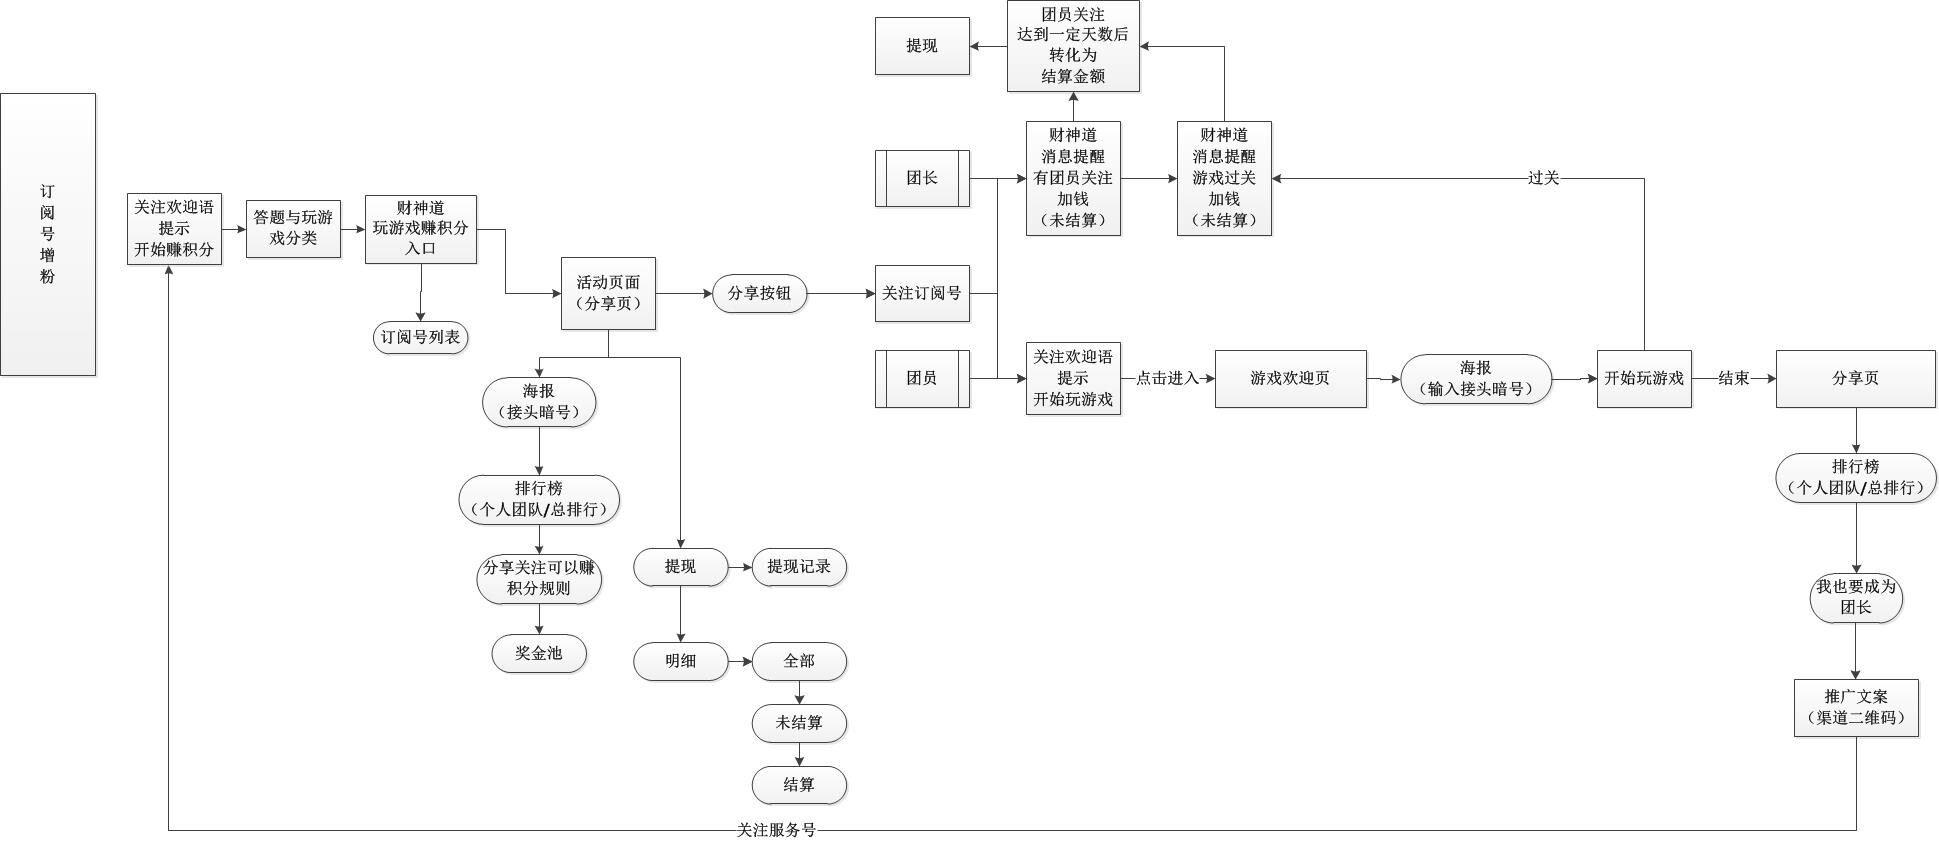 订
阅
号
增
粉
关注欢迎语
提示
开始赚积分
答题与玩游
戏分类
财神道
玩游戏赚积分
入口
订阅号列表
活动页面
（分享页）
分享按钮
海报
（接头暗号）
排行榜
（个人团队/总排行）
分享关注可以赚
积分规则
奖金池
提现
提现记录
明细
全部
未结算
结算
提现
团员关注
达到一定天数后
转化为
结算金额
团长
财神道
消息提醒
有团员关注
加钱
（未结算）
财神道
消息提醒
游戏过关
加钱
（未结算）
过关
关注订阅号
团员
关注欢迎语
提示
开始玩游戏
点击进入
游戏欢迎页
海报
（输入接头暗号）
开始玩游戏
结束
分享页
排行榜
（个人团队/总排行）
我也要成为
团长
推广文案
（渠道二维码）
关注服务号